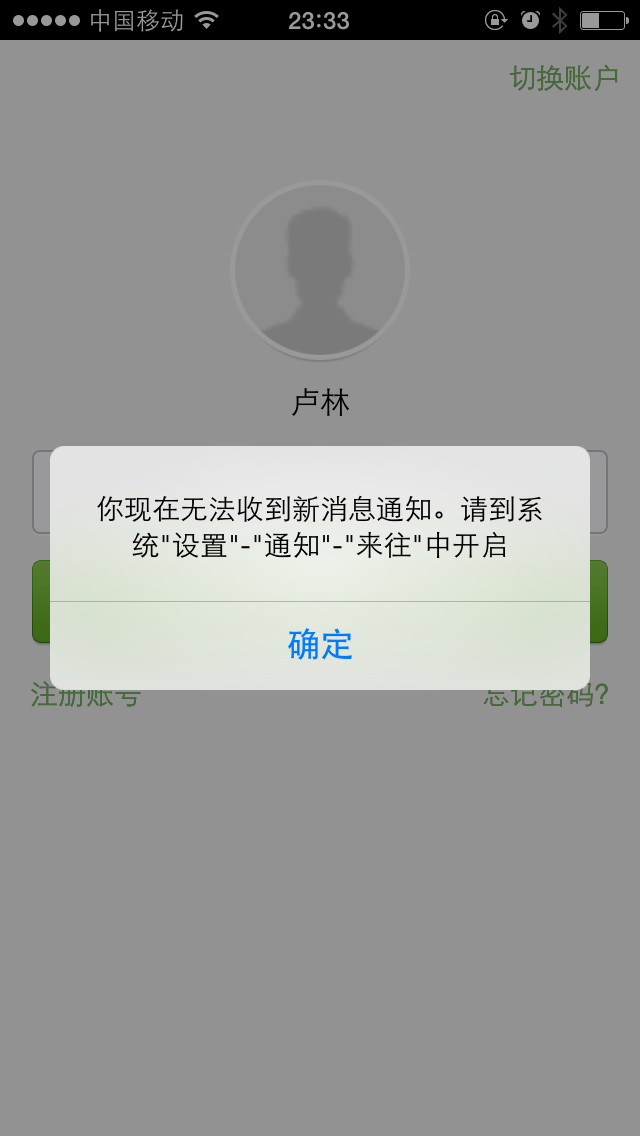 中国移动
23:33
切换账户
卢林
你现在无法收到新消息通知。请到系
统"设置"-"通知"-"来往"中开启
确定
注册账号
忘记密码?